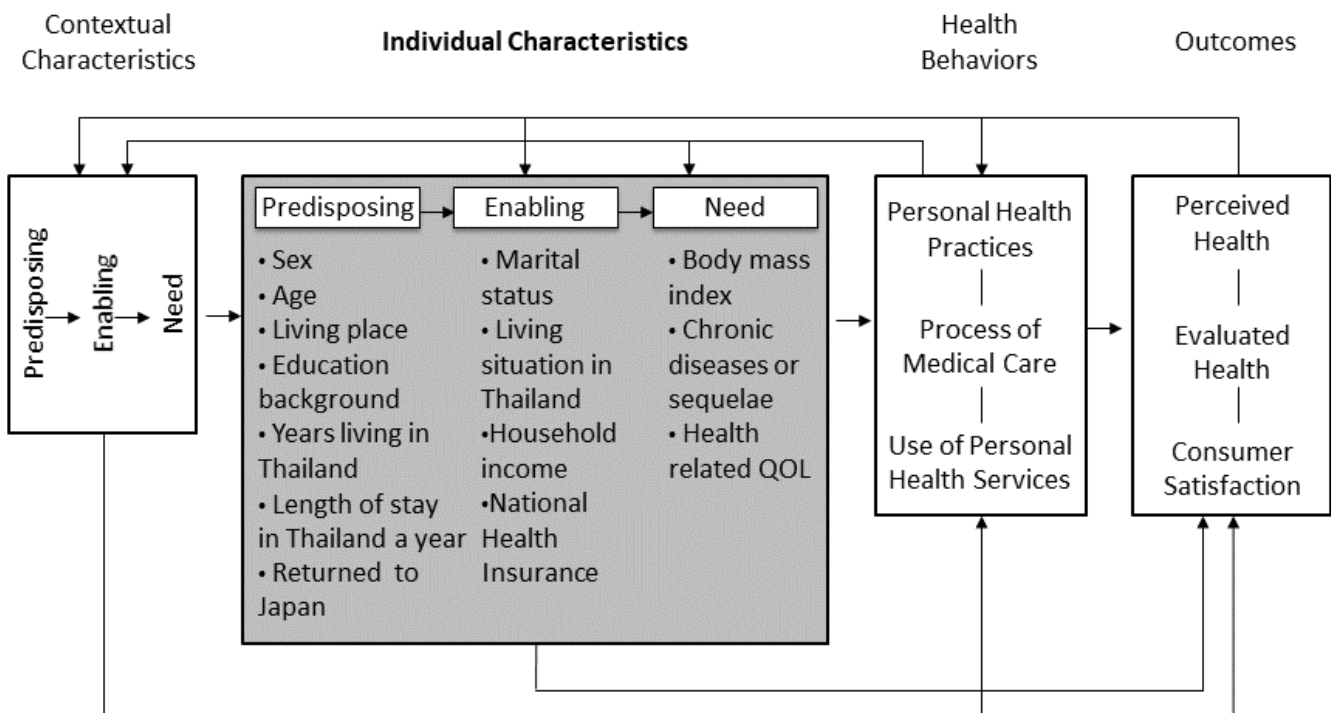 Contextual
Characteristics
Individual Characteristics
Health
Behaviors
Outcomes
Predisposing
Enabling
Need
Predisposing
• Sex
• Age
• Living place
• Education
background
• Years living in
Thailand
• Length of stay
in Thailand a year
• Returned to
Japan
Enabling
• Marital
status
• Living
situation in
Thailand
•Household
income
•National
Health
Insurance
Need
• Body mass
index
• Chronic
diseases or
sequelae
• Health
related QOL
Personal Health
Practices
Process of
Medical Care
Use of Personal
Health Services
Perceived
Health
Evaluated
Health
Consumer
Satisfaction